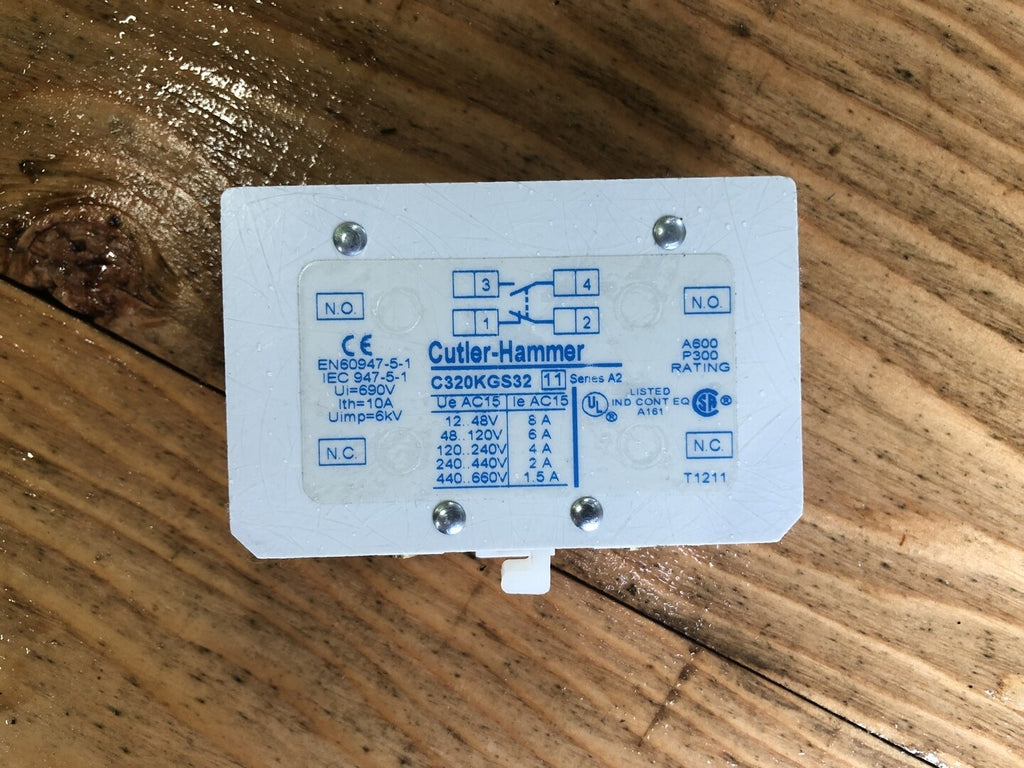 3 4
N.O. N.O.
1 2
CE
EN60947-5-1
IEC 947-5-1
Ui=690V
Ith=10A
Uimp=6kV
N.C.
Cutler-Hammer
C320KGS32 11 Series A2
Ue AC15 Ie AC15
12..48V 8 A
48..120V 6 A
120..240V 4 A
240..440V 2 A
440..660V 1.5 A
A600
P300
RATING
UL ® LISTED
IND CONT EQ
A161
SA ®
N.C.
T1211